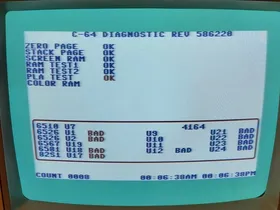 C-64 DIAGNOSTIC REV 586220
ZERO PAGE OK
STACK PAGE OK
SCREEN RAM OK
RAM TEST1 OK
RAM TEST2 OK
PLA TEST OK
COLOR RAM
6510 U7 4164
6526 U1 BAD U9 U21 BAD
6526 U2 BAD U10 U22 BAD
6567 U19 U11 U23 BAD
6581 U18 BAD U12 BAD U24 BAD
8251 U17 BAD
COUNT 0000 00:06:38AM 00:06:38PM